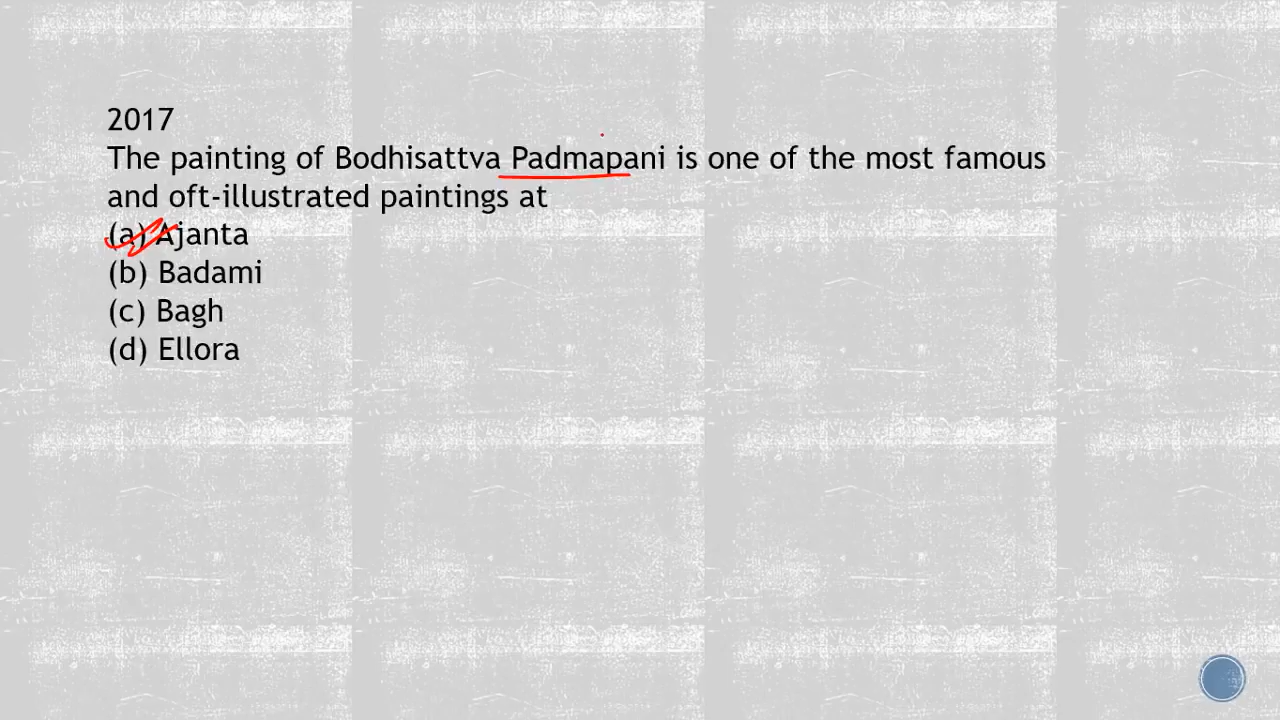 2017
The painting of Bodhisattva Padmapani is one of the most famous
and oft-illustrated paintings at
(a) Ajanta
(b) Badami
(c) Bagh
(d) Ellora